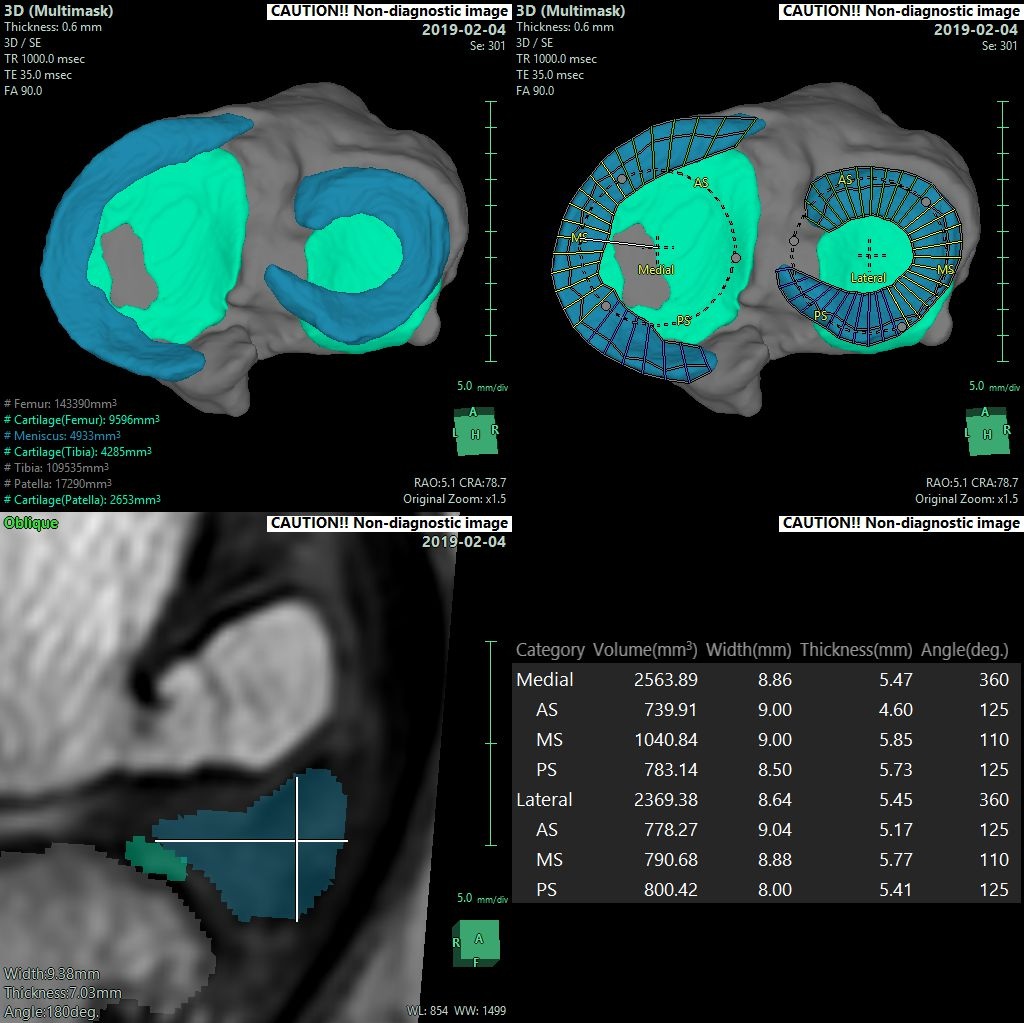 3D (Multimask)
CAUTION!! Non-diagnostic image
Thickness: 0.6 mm
2019-02-04
3D / SE
Se: 301
TR 1000.0 msec
TE 35.0 msec
FA 90.0
5.0 mm/div
# Femur: 143390mm³
# Cartilage(Femur): 9596mm³
# Meniscus: 4933mm³
# Cartilage(Tibia): 4285mm³
# Tibia: 109535mm³
# Patella: 17290mm³
# Cartilage(Patella): 2653mm³
A
L H R
RAO:5.1 CRA:78.7
Original Zoom: x1.5
3D (Multimask)
CAUTION!! Non-diagnostic image
Thickness: 0.6 mm
2019-02-04
3D / SE
Se: 301
TR 1000.0 msec
TE 35.0 msec
FA 90.0
AS
AS
MS
Medial
Lateral
MS
PS
PS
5.0 mm/div
A
L H R
RAO:5.1 CRA:78.7
Original Zoom: x1.5
Oblique
CAUTION!! Non-diagnostic image
2019-02-04
5.0 mm/div
R A
F
Width:9.38mm
Thickness:7.03mm
Angle:180deg.
WL: 854 WW: 1499
CAUTION!! Non-diagnostic image
Category Volume(mm³) Width(mm) Thickness(mm) Angle(deg.)
Medial 2563.89 8.86 5.47 360
AS 739.91 9.00 4.60 125
MS 1040.84 9.00 5.85 110
PS 783.14 8.50 5.73 125
Lateral 2369.38 8.64 5.45 360
AS 778.27 9.04 5.17 125
MS 790.68 8.88 5.77 110
PS 800.42 8.00 5.41 125